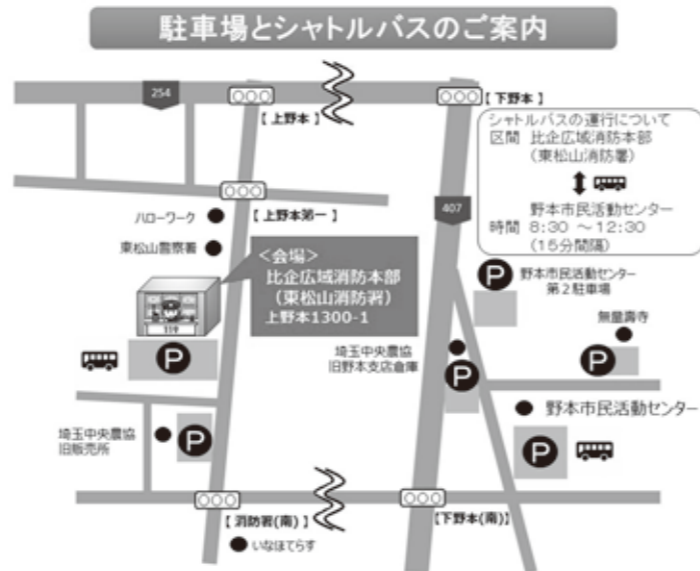 駐車場とシャトルバスのご案内
254
【 上野本 】
【 下野本 】
シャトルバスの運行について
区間 比企広域消防本部
(東松山消防署)
野本市民活動センター
時間 8:30 ～12:30
(15分間隔)
【 上野本第一 】
407
ハローワーク
東松山警察署
<会場>
比企広域消防本部
(東松山消防署)
上野本1300-1
119
P
P
野本市民活動センター
第2駐車場
無量壽寺
P
埼玉中央農協
旧野本支店倉庫
P
野本市民活動センター
P
埼玉中央農協
旧販売所
P
【 消防署(南) 】
【下野本(南)】
いなほてらす